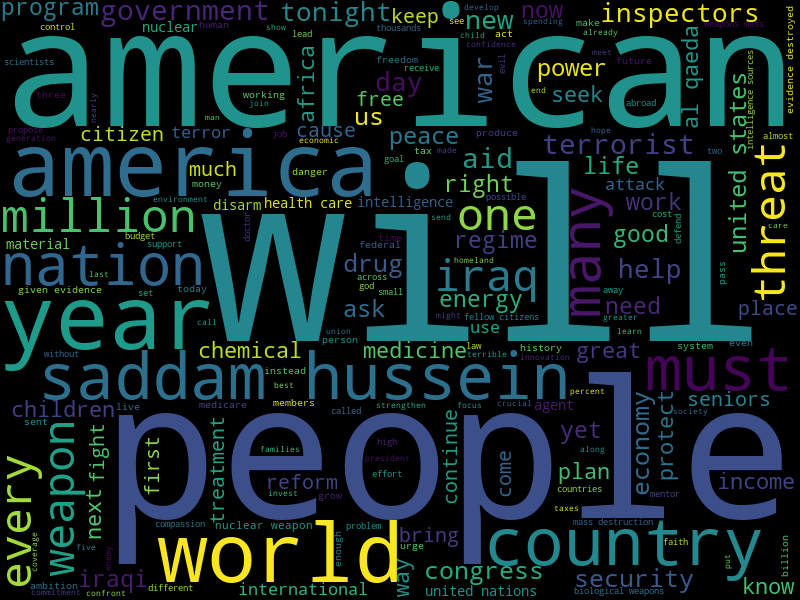 program
government
tonight
keep
new
now
inspectors
nuclear
human
develop
see
spending
child
confidence
make
already
weapons mass
evidence destroyed
control
american
scientists
show
lead
thousands
africa
war
act
power
meet
future
freedom
receive
evil
three
nearly
working
join
day
free
us
end
seek
abroad
al qaeda
man
intelligence sources
propose
generation
citizen
terror
job
cause
economic
peace
tax
made
produce
hope
terrorist
two
almost
united states
america
much
money
danger
goal
aid
right
life
attack
threat
environment
disarm
health care
intelligence
possible
many
work
million
will
one
send
cost
good
defend
care
material
budget
support
doctor
time
federal
regime
nation
drug
homeland
iraq
help
pass
last
across
god
away
given evidence
set
today
small
energy
need
place
year
call
ask
might
fellow citizens
greater
use
learn
union
person
history
system
even
without
chemical
medicine
law
terrible
great
saddam hussein
instead
innovation
must
best
percent
children
live
medicare
members
called
strengthen
focus
crucial
agent
seniors
society
sent
people
every
weapon
fight
next
first
treatment
families
high
president
continue
come
yet
along
economy
protect
plan
countries
income
reform
effort
invest
grow
mentor
taxes
compassion
nuclear weapon
problem
mass destruction
coverage
five
world
enough
bring
urge
country
faith
put
billion
iraqi
enemy
different
way
congress
security
know
ambition
commitment
confront
international
united nations
biological weapons